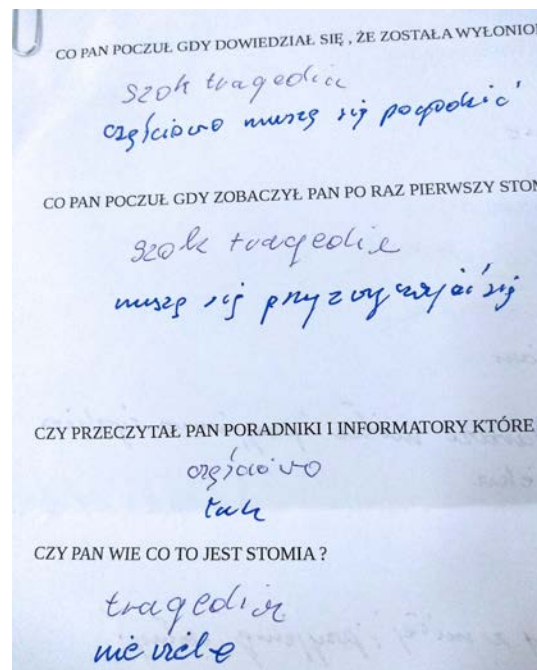 CO PAN POCZUŁ GDY DOWIEDZIAŁ SIĘ , ŻE ZOSTAŁA WYŁONIO
szok tragedia
częściowo muszę się pogodzić
CO PAN POCZUŁ GDY ZOBACZYŁ PAN PO RAZ PIERWSZY STOM
szok tragedia
muszę się przyzwyczajać się
CZY PRZECZYTAŁ PAN PORADNIKI I INFORMATORY KTÓRE
częściowo
tak
CZY PAN WIE CO TO JEST STOMIA ?
tragedia
nie wiele